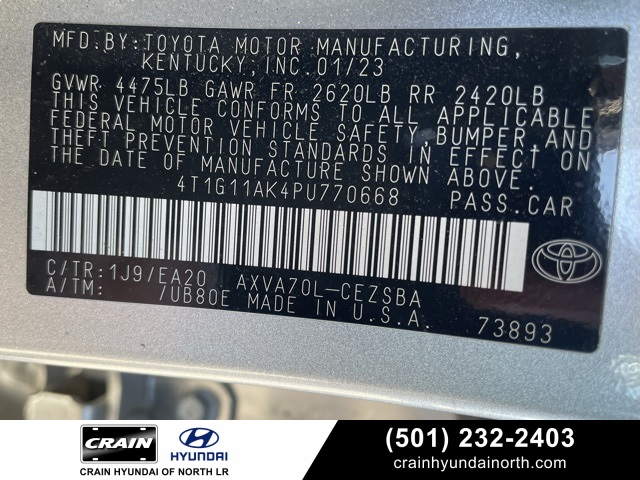 MFD.BY: TOYOTA MOTOR MANUFACTURING,
KENTUCKY, INC. 01/23
GVWR 4475LB GAWR FR 2620LB RR 2420LB
THIS VEHICLE CONFORMS TO ALL APPLICABLE
FEDERAL MOTOR VEHICLE SAFETY, BUMPER, AND
THEFT PREVENTION STANDARDS IN EFFECT ON
THE DATE OF MANUFACTURE SHOWN ABOVE.
4T1G11AK4PU770668 PASS.CAR
C/TR: 1J9/EA20 AXVA70L-CEZSBA
A/TM: /UB80E MADE IN U.S.A. 73893
CRAIN HYUNDAI
CRAIN HYUNDAI OF NORTH LR
(501) 232-2403
crainhyundainorth.com